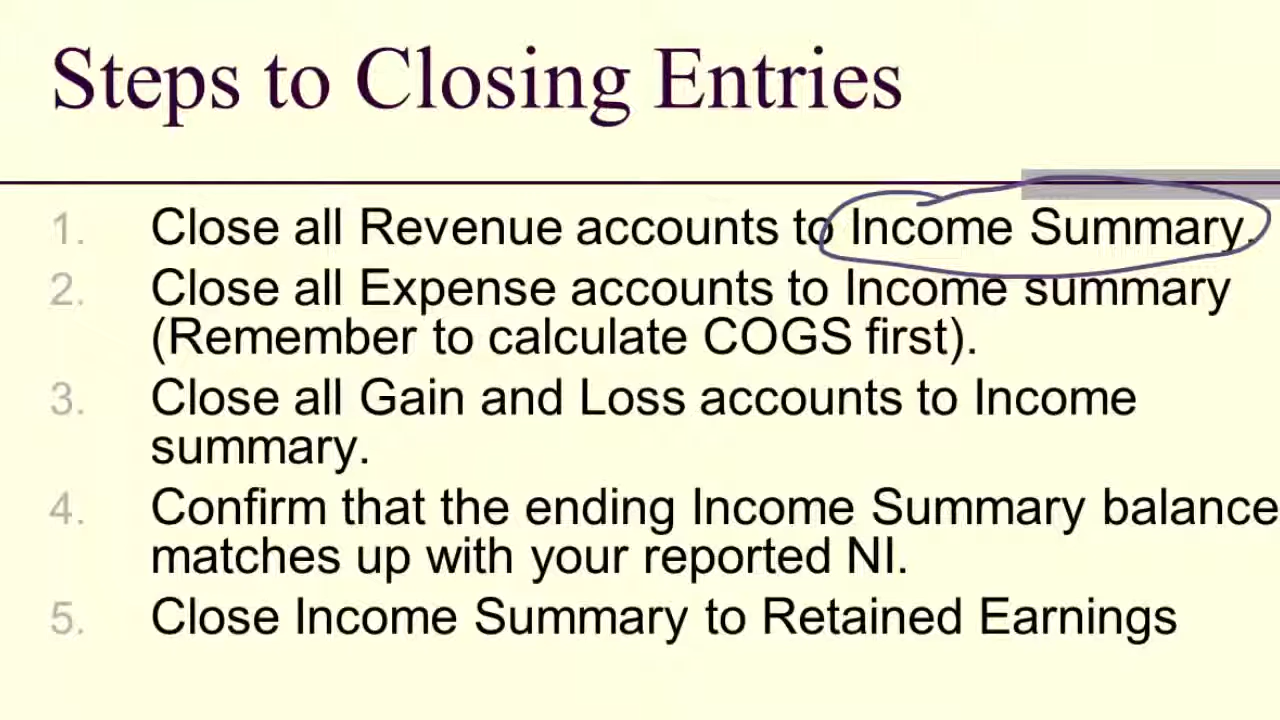 Steps to Closing Entries
1. Close all Revenue accounts to Income Summary.
2. Close all Expense accounts to Income summary
(Remember to calculate COGS first).
3. Close all Gain and Loss accounts to Income
summary.
4. Confirm that the ending Income Summary balance
matches up with your reported NI.
5. Close Income Summary to Retained Earnings